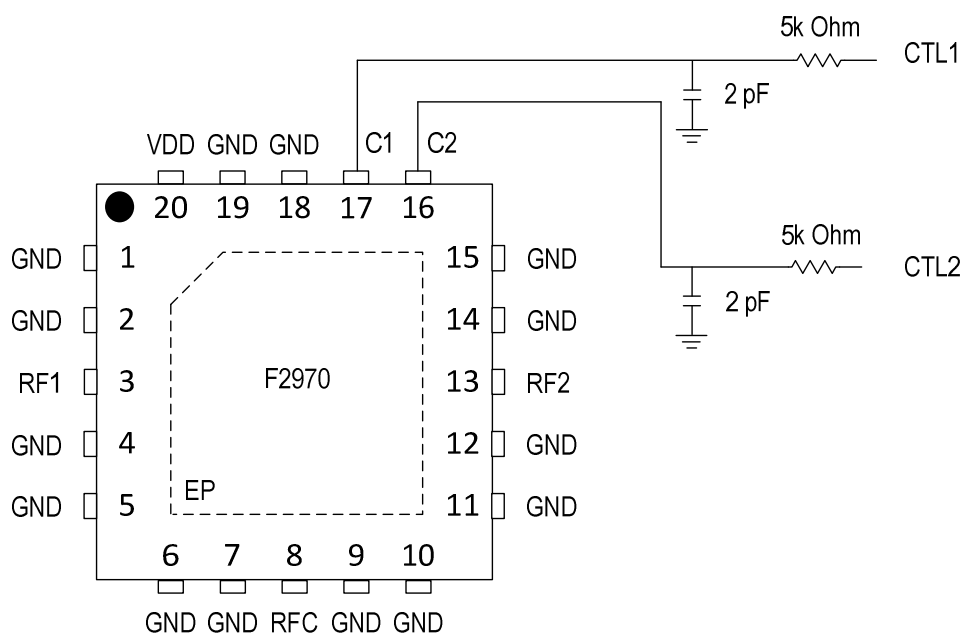 5k Ohm
CTL1
2 pF
VDD GND GND C1 C2
20 19 18 17 16
5k Ohm
CTL2
GND 1 15 GND
2 pF
GND 2 14 GND
RF1 3 F2970 13 RF2
GND 4 12 GND
EP
GND 5 11 GND
6 7 8 9 10
GND GND RFC GND GND